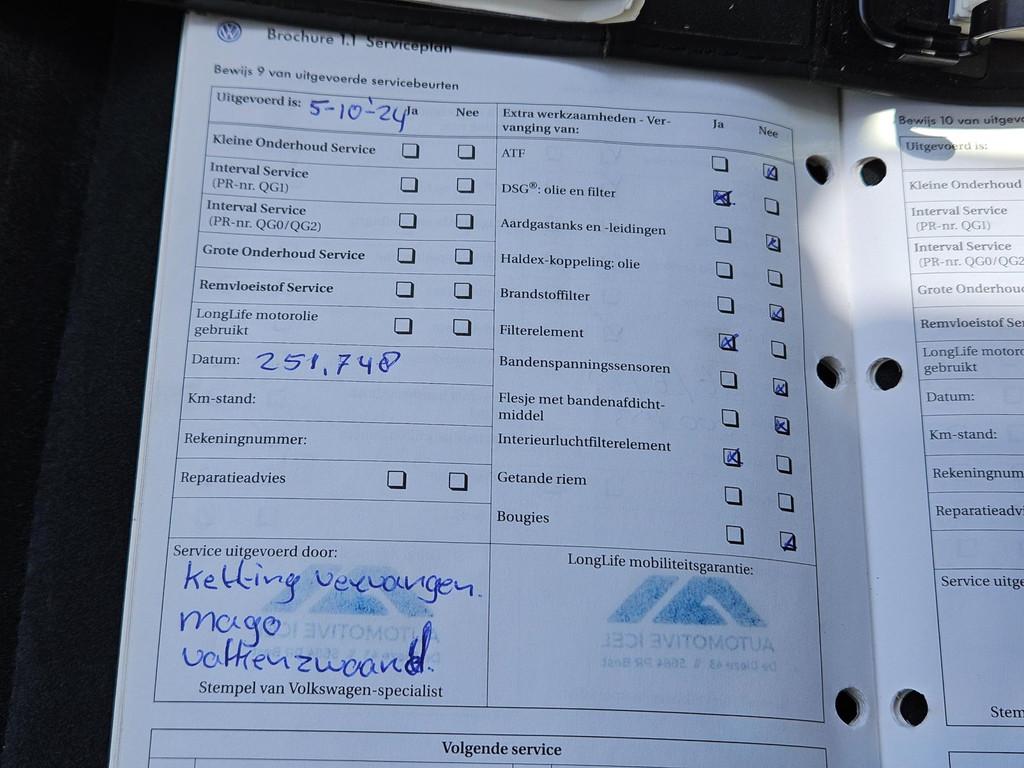 Brochure 1.1 Serviceplan
Bewijs 9 van uitgevoerde servicebeurten
Uitgevoerd is: 5-10-'24 Ja Nee
Kleine Onderhoud Service
Interval Service
(PR-nr. QG1)
Interval Service
(PR-nr. QG0/QG2)
Grote Onderhoud Service
Remvloeistof Service
LongLife motorolie
gebruikt
Datum: 251,748
Km-stand:
Rekeningnummer:
Reparatieadvies
Service uitgevoerd door:
Ketting vervangen.
mago
Stempel van Volkswagen-specialist
Extra werkzaamheden - Ver-
vanging van: Ja Nee
ATF
DSG®: olie en filter
Aardgastanks en -leidingen
Haldex-koppeling: olie
Brandstoffilter
Filterelement
Bandenspanningssensoren
Flesje met bandenafdicht-
middel
Interieurluchtfilterelement
Getande riem
Bougies
LongLife mobiliteitsgarantie:
AUTOMOTIVE
Volgende service
Bewijs 10 van uitgevo
Uitgevoerd is:
Kleine Onderhoud
Interval Service
(PR-nr. QG1)
Interval Service
(PR-nr. QG0/QG2
Grote Onderhoud
Remvloeistof Se
LongLife motoro
gebruikt
Datum:
Km-stand:
Rekeningnum
Reparatieadvi
Service uitge
Stem